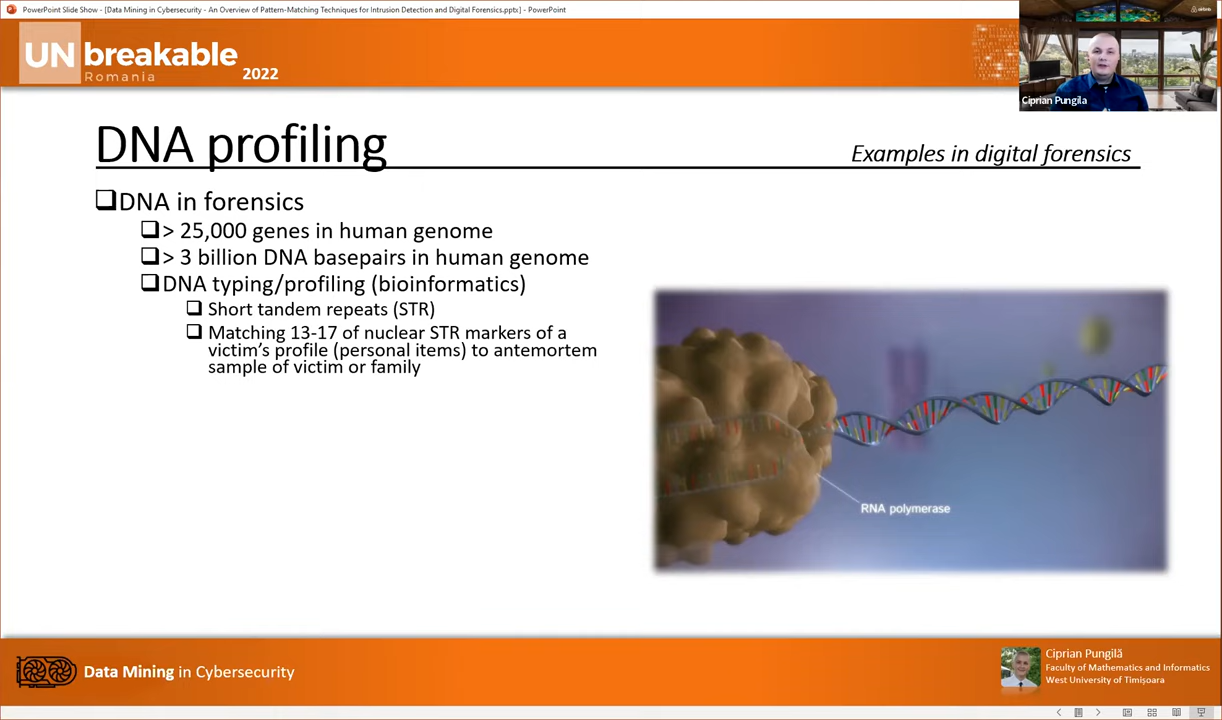 PowerPoint Slide Show - [Data Mining in Cybersecurity - An Overview of Pattern-Matching Techniques for Intrusion Detection and Digital Forensics.pptx] - PowerPoint
UNbreakable
Romania
2022
Ciprian Pungila
DNA profiling
Examples in digital forensics
DNA in forensics
> 25,000 genes in human genome
> 3 billion DNA basepairs in human genome
DNA typing/profiling (bioinformatics)
Short tandem repeats (STR)
Matching 13-17 of nuclear STR markers of a
victim's profile (personal items) to antemortem
sample of victim or family
RNA polymerase
Data Mining in Cybersecurity
Ciprian Pungilă
Faculty of Mathematics and Informatics
West University of Timișoara